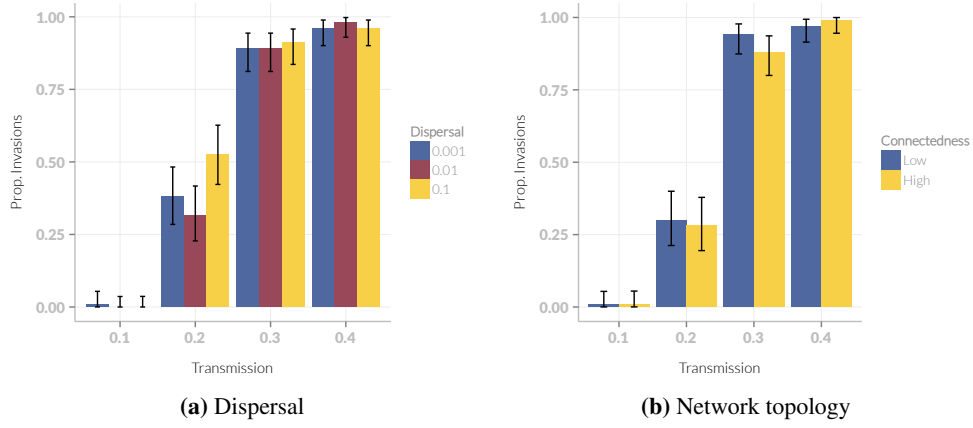 1.00
0.75
0.50
0.25
0.00
Prop. Invasions
0.1 0.2 0.3 0.4
Transmission
Dispersal
0.001
0.01
0.1
(a) Dispersal
1.00
0.75
0.50
0.25
0.00
Prop. Invasions
0.1 0.2 0.3 0.4
Transmission
Connectedness
Low
High
(b) Network topology